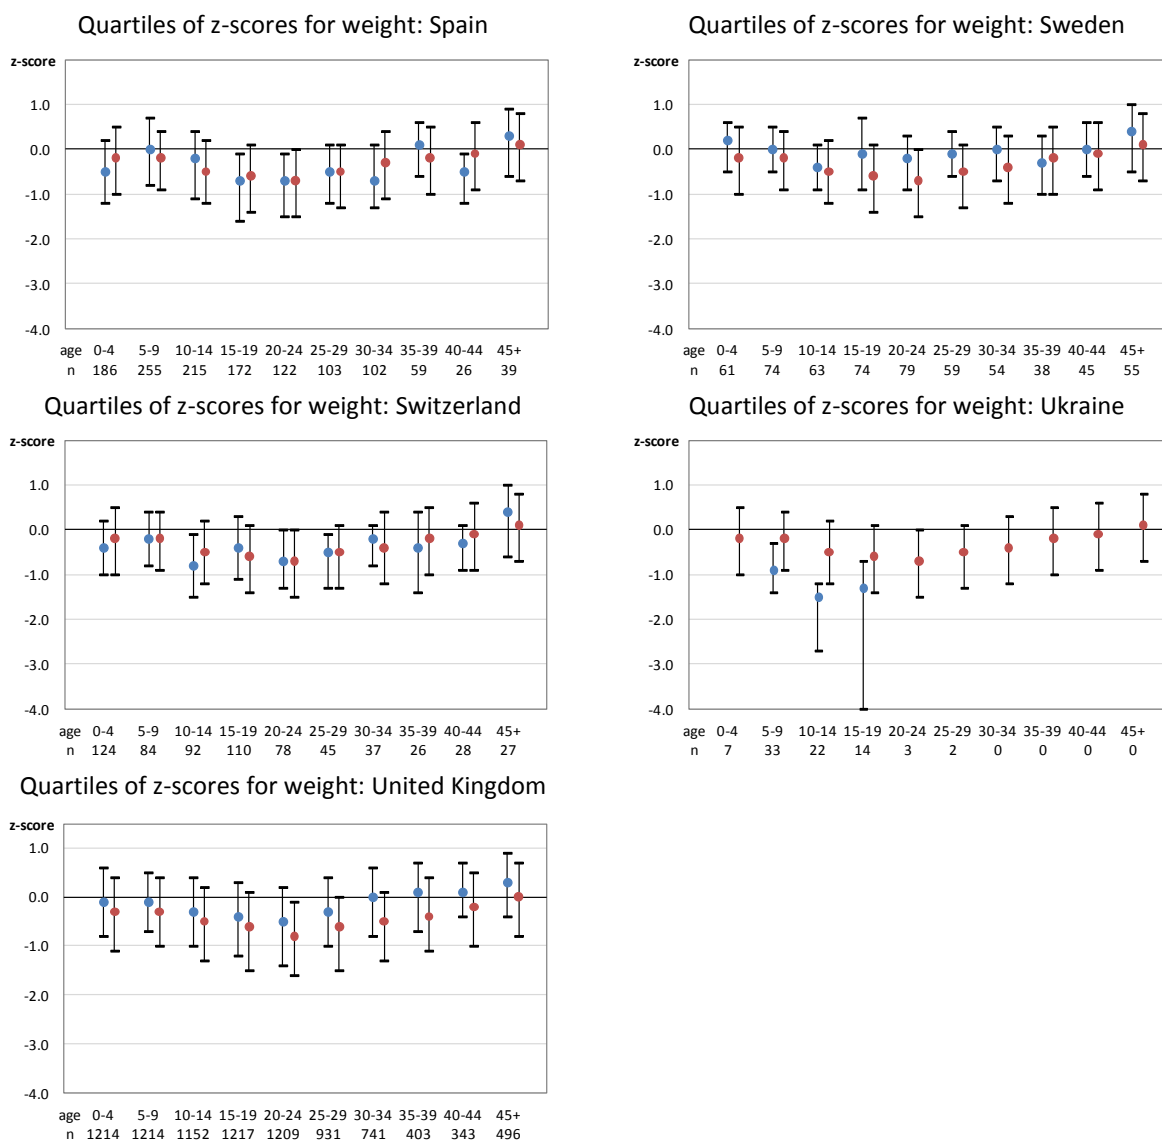 Quartiles of z-scores for weight: Spain
z-score
1.0
0.0
-1.0
-2.0
-3.0
-4.0
age 0-4 5-9 10-14 15-19 20-24 25-29 30-34 35-39 40-44 45+
n 186 255 215 172 122 103 102 59 26 39
Quartiles of z-scores for weight: Sweden
z-score
1.0
0.0
-1.0
-2.0
-3.0
-4.0
age 0-4 5-9 10-14 15-19 20-24 25-29 30-34 35-39 40-44 45+
n 61 74 63 74 79 59 54 38 45 55
Quartiles of z-scores for weight: Switzerland
z-score
1.0
0.0
-1.0
-2.0
-3.0
-4.0
age 0-4 5-9 10-14 15-19 20-24 25-29 30-34 35-39 40-44 45+
n 124 84 92 110 78 45 37 26 28 27
Quartiles of z-scores for weight: Ukraine
z-score
1.0
0.0
-1.0
-2.0
-3.0
-4.0
age 0-4 5-9 10-14 15-19 20-24 25-29 30-34 35-39 40-44 45+
n 7 33 22 14 3 2 0 0 0 0
Quartiles of z-scores for weight: United Kingdom
z-score
1.0
0.0
-1.0
-2.0
-3.0
-4.0
age 0-4 5-9 10-14 15-19 20-24 25-29 30-34 35-39 40-44 45+
n 1214 1214 1152 1217 1209 931 741 403 343 496